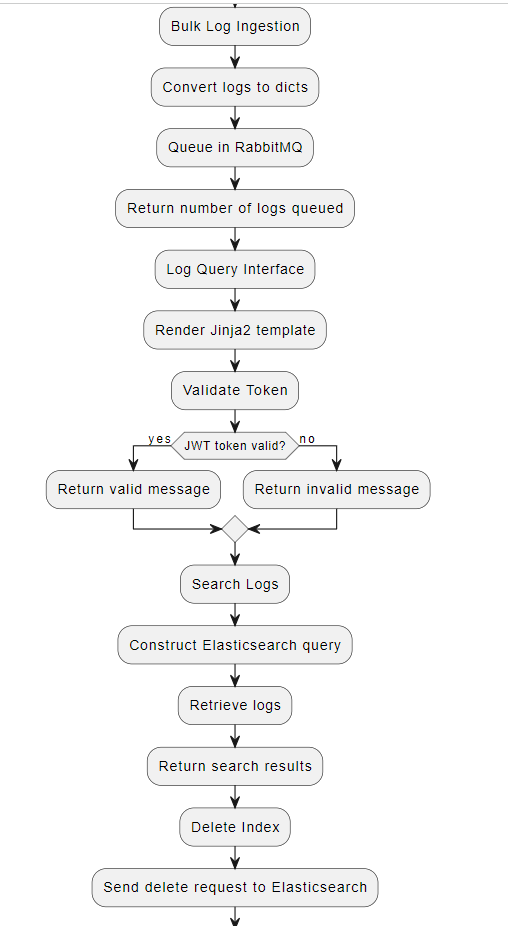 Bulk Log Ingestion
Convert logs to dicts
Queue in RabbitMQ
Return number of logs queued
Log Query Interface
Render Jinja2 template
Validate Token
yes
JWT token valid?
no
Return valid message
Return invalid message
Search Logs
Construct Elasticsearch query
Retrieve logs
Return search results
Delete Index
Send delete request to Elasticsearch